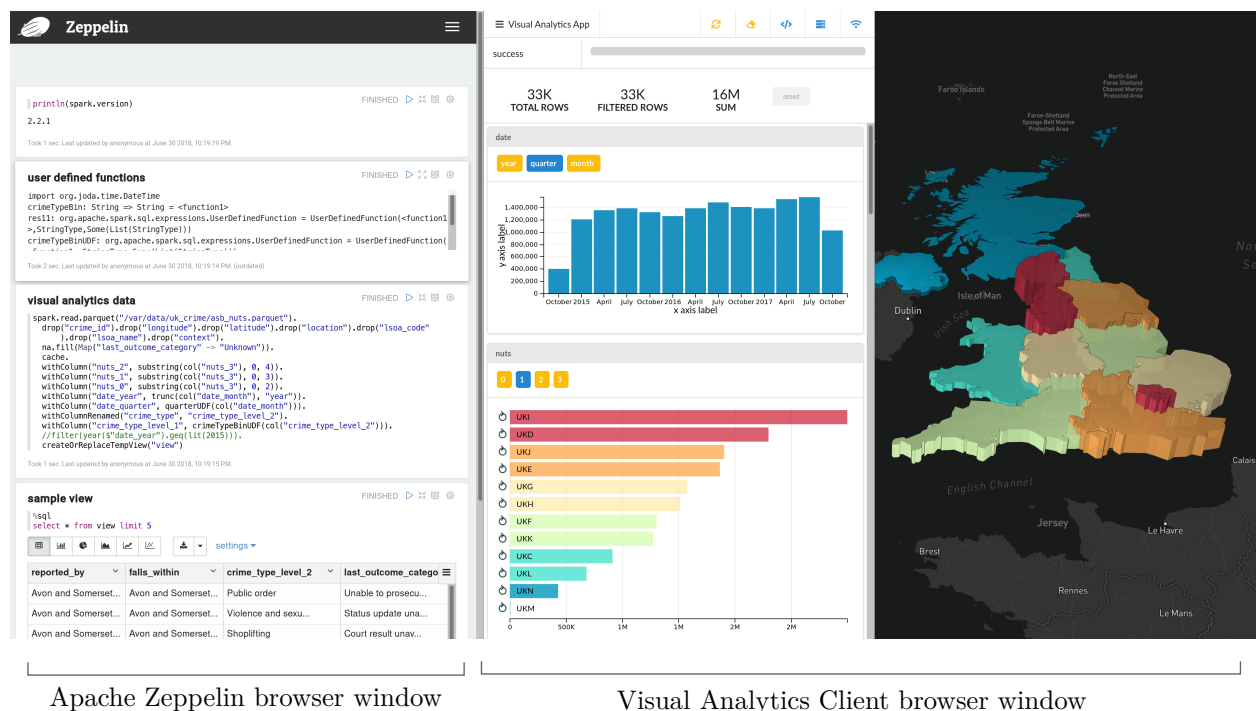 Zeppelin
println(spark.version)
FINISHED
2.2.1
Took 1 sec. Last updated by anonymous at June 30 2018, 10:19:19 PM.
user defined functions
FINISHED
import org.joda.time.DateTime
crimeTypeBin: String => String = <function1>
res11: org.apache.spark.sql.expressions.UserDefinedFunction = UserDefinedFunction(<function1
>,StringType,Some(List(StringType)))
crimeTypeBinUDF: org.apache.spark.sql.expressions.UserDefinedFunction = UserDefinedFunction(
Took 2 sec. Last updated by anonymous at June 30 2018, 10:19:14 PM. (outdated)
visual analytics data
FINISHED
spark.read.parquet("/var/data/uk_crime/asb_nuts.parquet").
drop("crime_id").drop("longitude").drop("latitude").drop("location").drop("lsoa_code"
).drop("lsoa_name").drop("context").
na.fill(Map("last_outcome_category" -> "Unknown")).
cache.
withColumn("nuts_2", substring(col("nuts_3"), 0, 4)).
withColumn("nuts_1", substring(col("nuts_3"), 0, 3)).
withColumn("nuts_0", substring(col("nuts_3"), 0, 2)).
withColumn("date_year", trunc(col("date_month"), "year")).
withColumn("date_quarter", quarterUDF(col("date_month"))).
withColumnRenamed("crime_type", "crime_type_level_2").
withColumn("crime_type_level_1", crimeTypeBinUDF(col("crime_type_level_2"))).
//filter(year($"date_year").geq(lit(2015))).
createOrReplaceTempView("view")
Took 1 sec. Last updated by anonymous at June 30 2018, 10:19:15 PM.
sample view
FINISHED
%sql
select * from view limit 5
settings
reported_by falls_within crime_type_level_2 last_outcome_catego
Avon and Somerset... Avon and Somerset... Public order Unable to prosecu...
Avon and Somerset... Avon and Somerset... Violence and sexu... Status update una...
Avon and Somerset... Avon and Somerset... Shoplifting Court result unav...
Visual Analytics App
</>
success
33K 33K 16M
TOTAL ROWS FILTERED ROWS SUM
reset
date
year quarter month
y axis label
1,400,000
1,200,000
1,000,000
800,000
600,000
400,000
200,000
0
October 2015 April July October 2016 April July October 2017 April July October
x axis label
nuts
0 1 2 3
UKI
UKD
UKJ
UKE
UKG
UKH
UKF
UKK
UKC
UKL
UKN
UKM
0 500K 1M 1M 2M 2M
Faroe Islands
North-East
Faroe Shetland
Channel Marine
Protected Area
Faroe-Shetland
Sponge Belt Marine
Protected Area
Isle of Man
Dublin
Irish Sea
English Channel
Calais
Jersey
Le Havre
Brest
Rennes
Le Mans
Apache Zeppelin browser window
Visual Analytics Client browser window